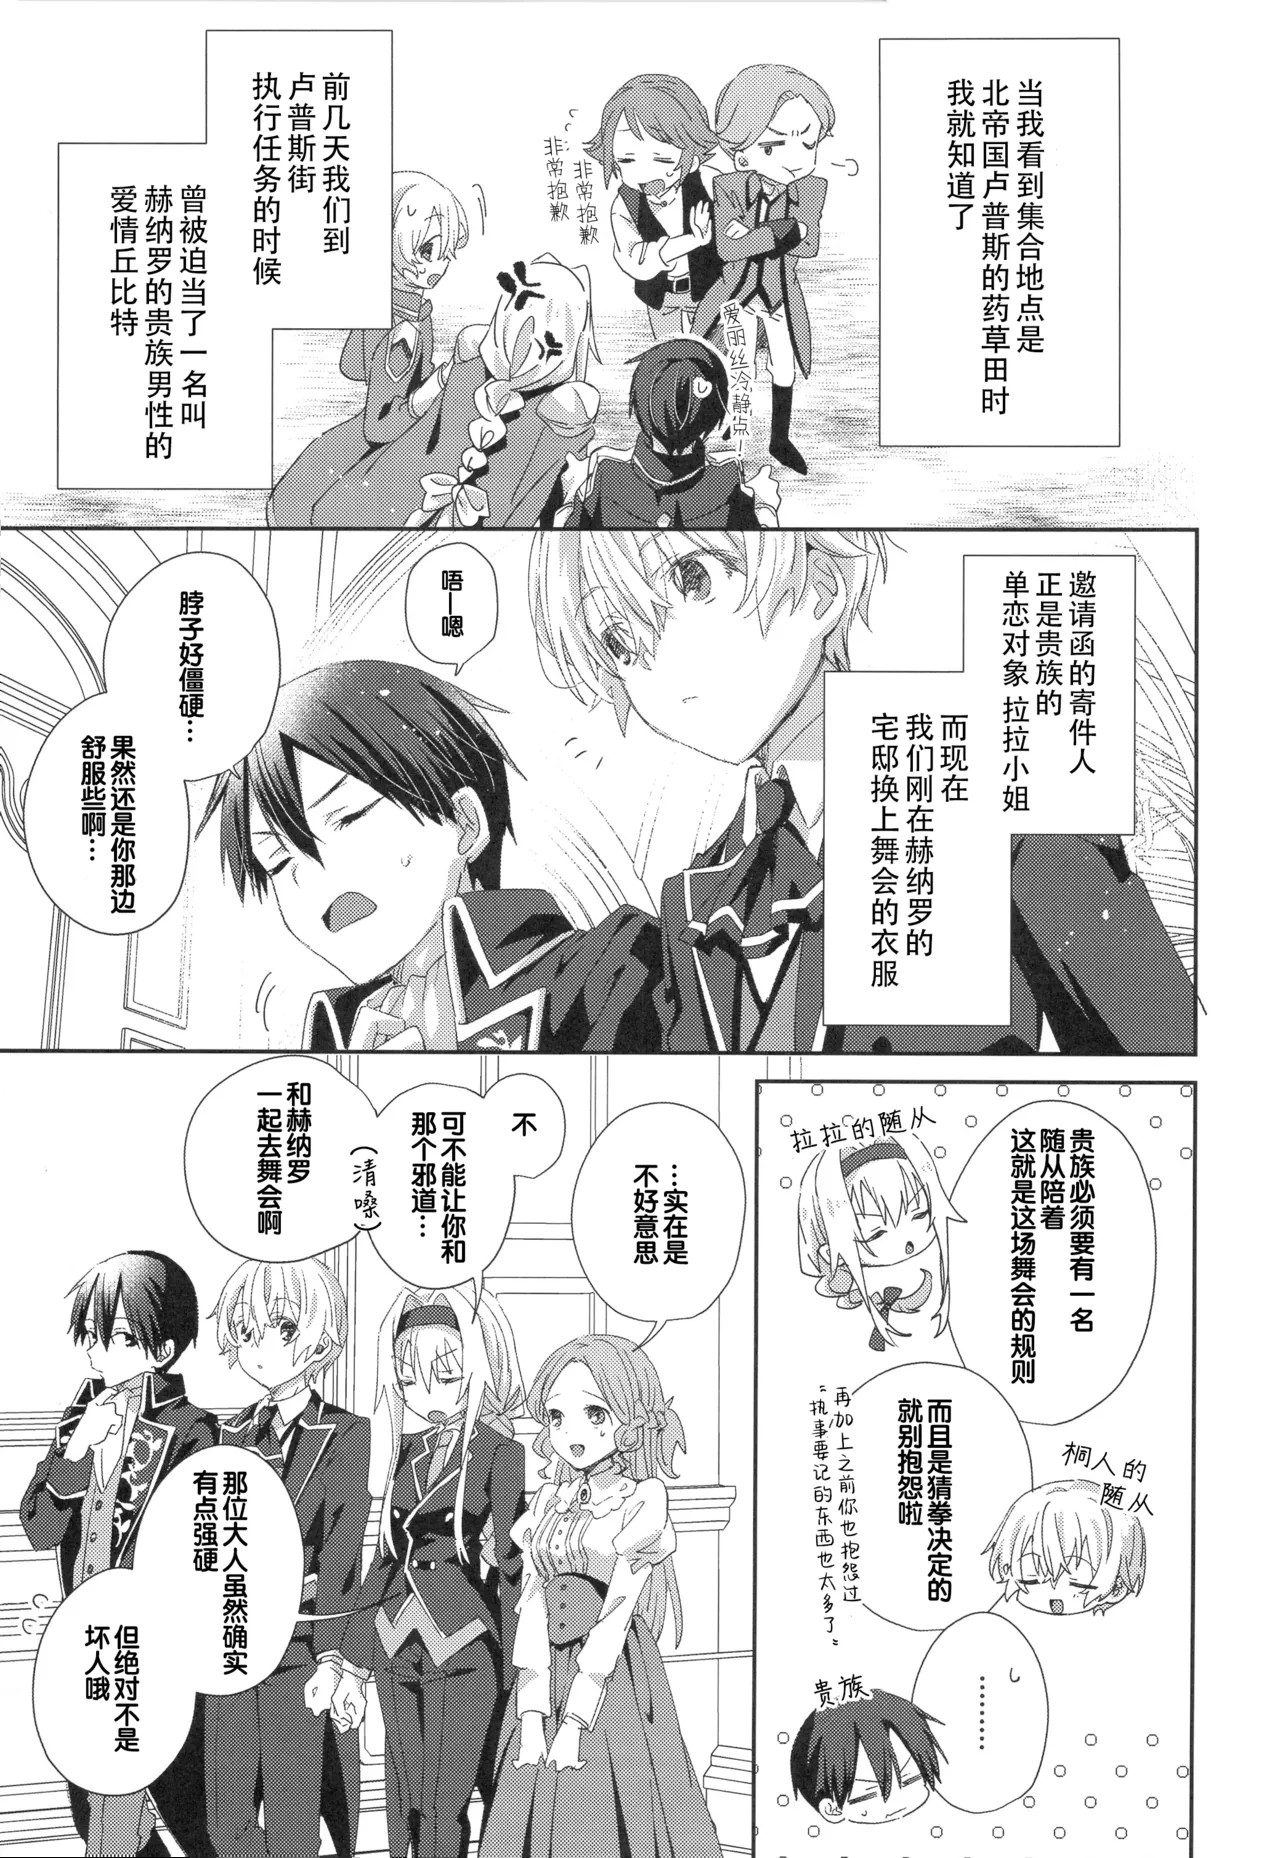 当我看到集合地点是
北帝国卢普斯的药草田时
我就知道了
非常抱歉
非常抱歉
爱丽丝冷静点！
前几天我们到
卢普斯街
执行任务的时候
曾被迫当了一名叫
赫纳罗的贵族男性的
爱情丘比特
邀请函的寄件人
正是贵族的
单恋对象 拉拉小姐
而现在
我们刚在赫纳罗的
宅邸换上舞会的衣服
唔—嗯
脖子好僵硬…
果然还是你那边
舒服些啊…
贵族必须要有一名
随从陪着
这就是这场舞会的规则
拉拉的随从
而且是猜拳决定的
就别抱怨啦
桐人的
随从
再加上之前你也抱怨过
“执事要记的东西也太多了”
………
贵族
…实在是
不好意思
不
可不能让你和
那个邪道…
（清嗓）
和赫纳罗
一起去舞会啊
那位大人虽然确实
有点强硬
但绝对不是
坏人哦